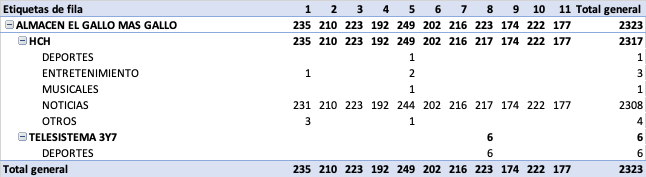 Etiquetas de fila 1 2 3 4 5 6 7 8 9 10 11 Total general
ALMACEN EL GALLO MAS GALLO 235 210 223 192 249 202 216 223 174 222 177 2323
HCH 235 210 223 192 249 202 216 217 174 222 177 2317
DEPORTES 1 1
ENTRETENIMIENTO 1 2 3
MUSICALES 1 1
NOTICIAS 231 210 223 192 244 202 216 217 174 222 177 2308
OTROS 3 1 4
TELESISTEMA 3Y7 6 6
DEPORTES 6 6
Total general 235 210 223 192 249 202 216 223 174 222 177 2323